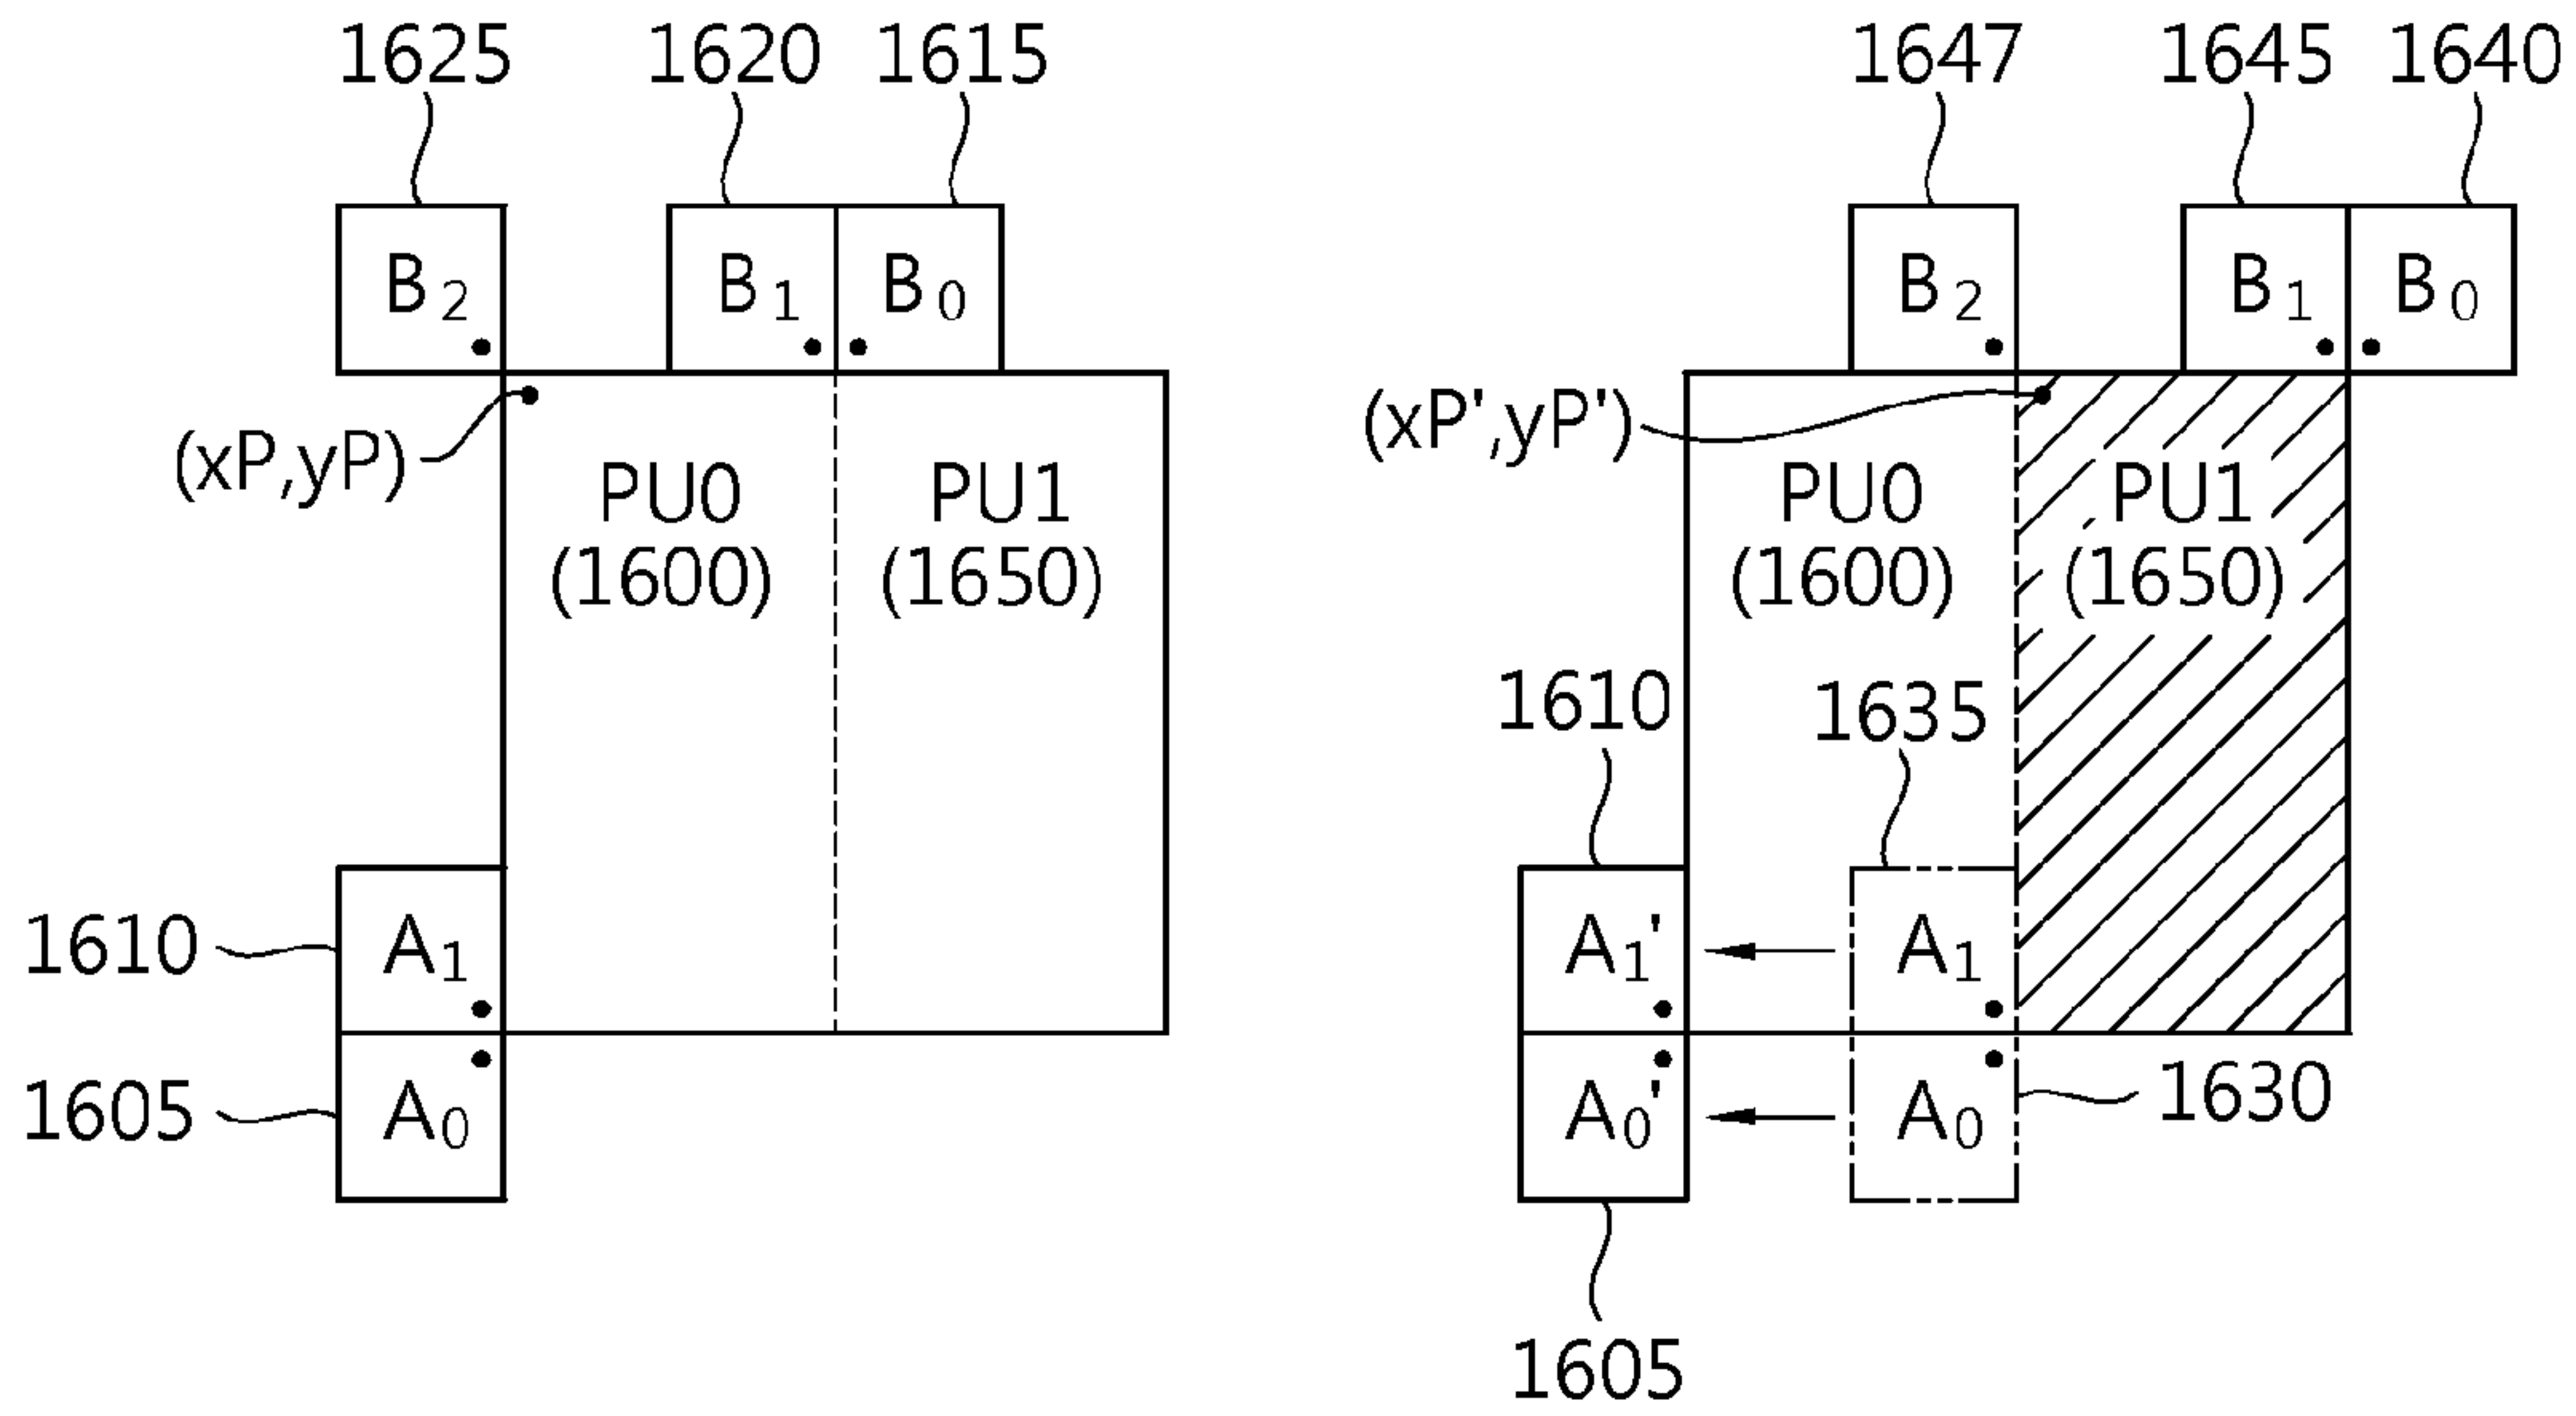 1625 1620 1615
B2 B1 B0
(xP,yP)
PU0 PU1
(1600) (1650)
1610 A1
1605 A0
1647 1645 1640
B2 B1 B0
(xP',yP')
PU0 PU1
(1600) (1650)
1610 1635
A1' A1
A0' A0 1630
1605